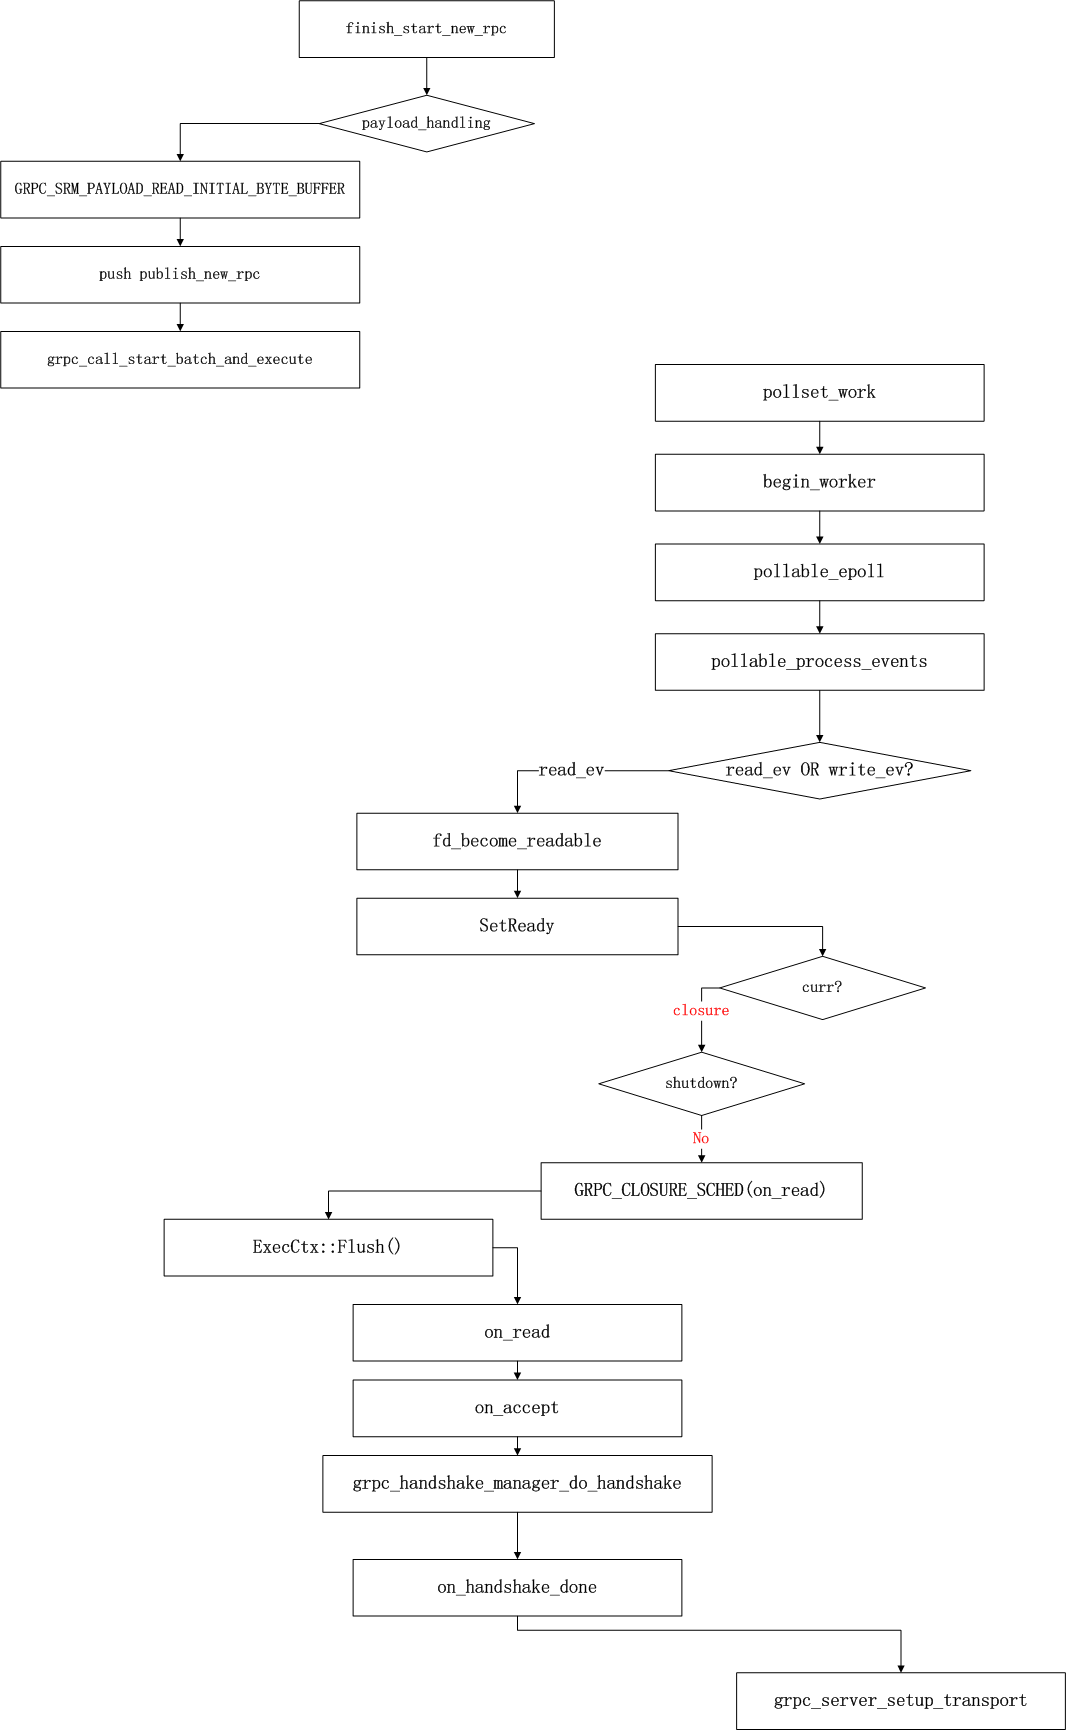 finish_start_new_rpc
payload_handling
GRPC_SRM_PAYLOAD_READ_INITIAL_BYTE_BUFFER
push publish_new_rpc
grpc_call_start_batch_and_execute
pollset_work
begin_worker
pollable_epoll
pollable_process_events
read_ev OR write_ev?
read_ev
fd_become_readable
SetReady
curr?
closure
shutdown?
No
GRPC_CLOSURE_SCHED(on_read)
ExecCtx::Flush()
on_read
on_accept
grpc_handshake_manager_do_handshake
on_handshake_done
grpc_server_setup_transport